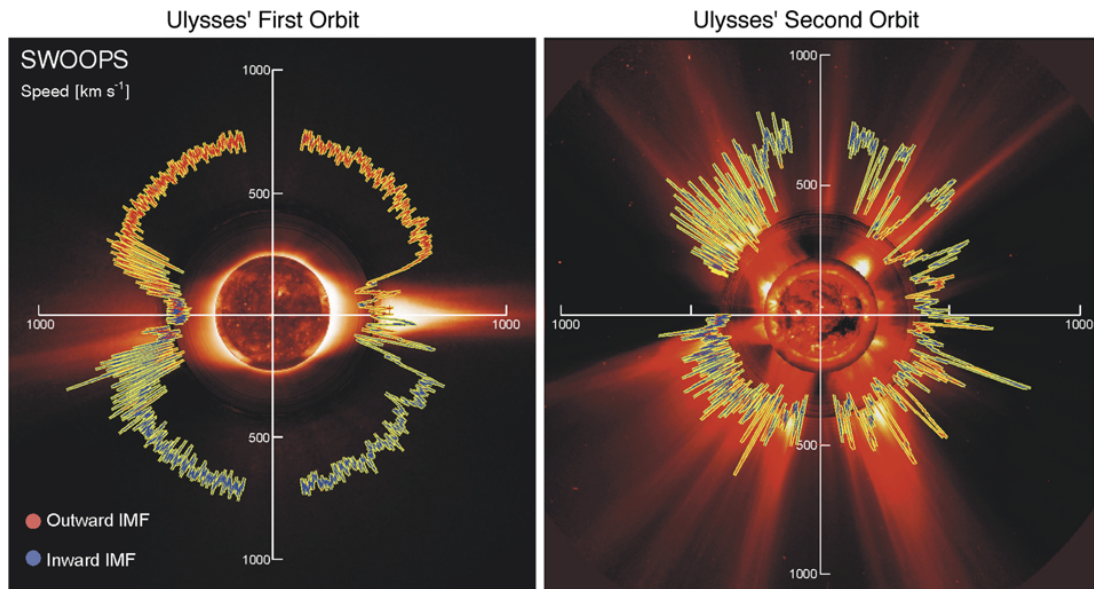 Ulysses' First Orbit
Ulysses' Second Orbit
SWOOPS
Speed [km s⁻¹]
1000
500
1000
1000
500
1000
Outward IMF
Inward IMF
1000
500
1000
1000
500
1000